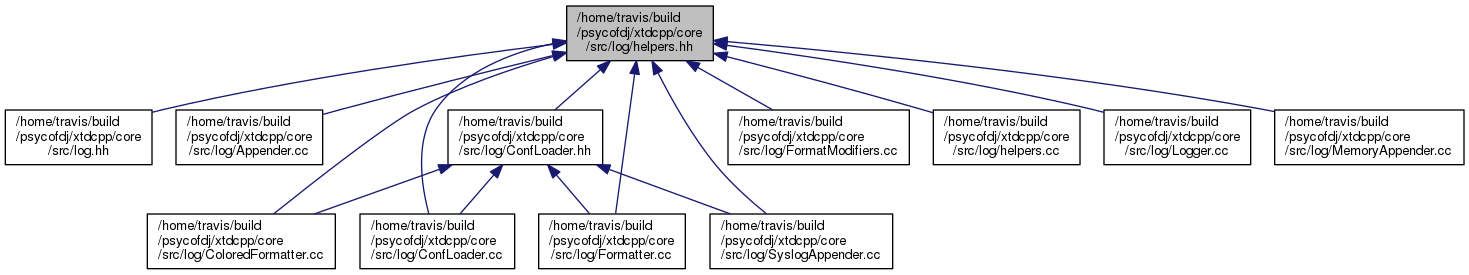 /home/travis/build
/psycofdj/xtdcpp/core
/src/log/helpers.hh
/home/travis/build
/psycofdj/xtdcpp/core
/src/log.hh
/home/travis/build
/psycofdj/xtdcpp/core
/src/log/Appender.cc
/home/travis/build
/psycofdj/xtdcpp/core
/src/log/ConfLoader.hh
/home/travis/build
/psycofdj/xtdcpp/core
/src/log/FormatModifiers.cc
/home/travis/build
/psycofdj/xtdcpp/core
/src/log/helpers.cc
/home/travis/build
/psycofdj/xtdcpp/core
/src/log/Logger.cc
/home/travis/build
/psycofdj/xtdcpp/core
/src/log/MemoryAppender.cc
/home/travis/build
/psycofdj/xtdcpp/core
/src/log/ColoredFormatter.cc
/home/travis/build
/psycofdj/xtdcpp/core
/src/log/ConfLoader.cc
/home/travis/build
/psycofdj/xtdcpp/core
/src/log/Formatter.cc
/home/travis/build
/psycofdj/xtdcpp/core
/src/log/SyslogAppender.cc